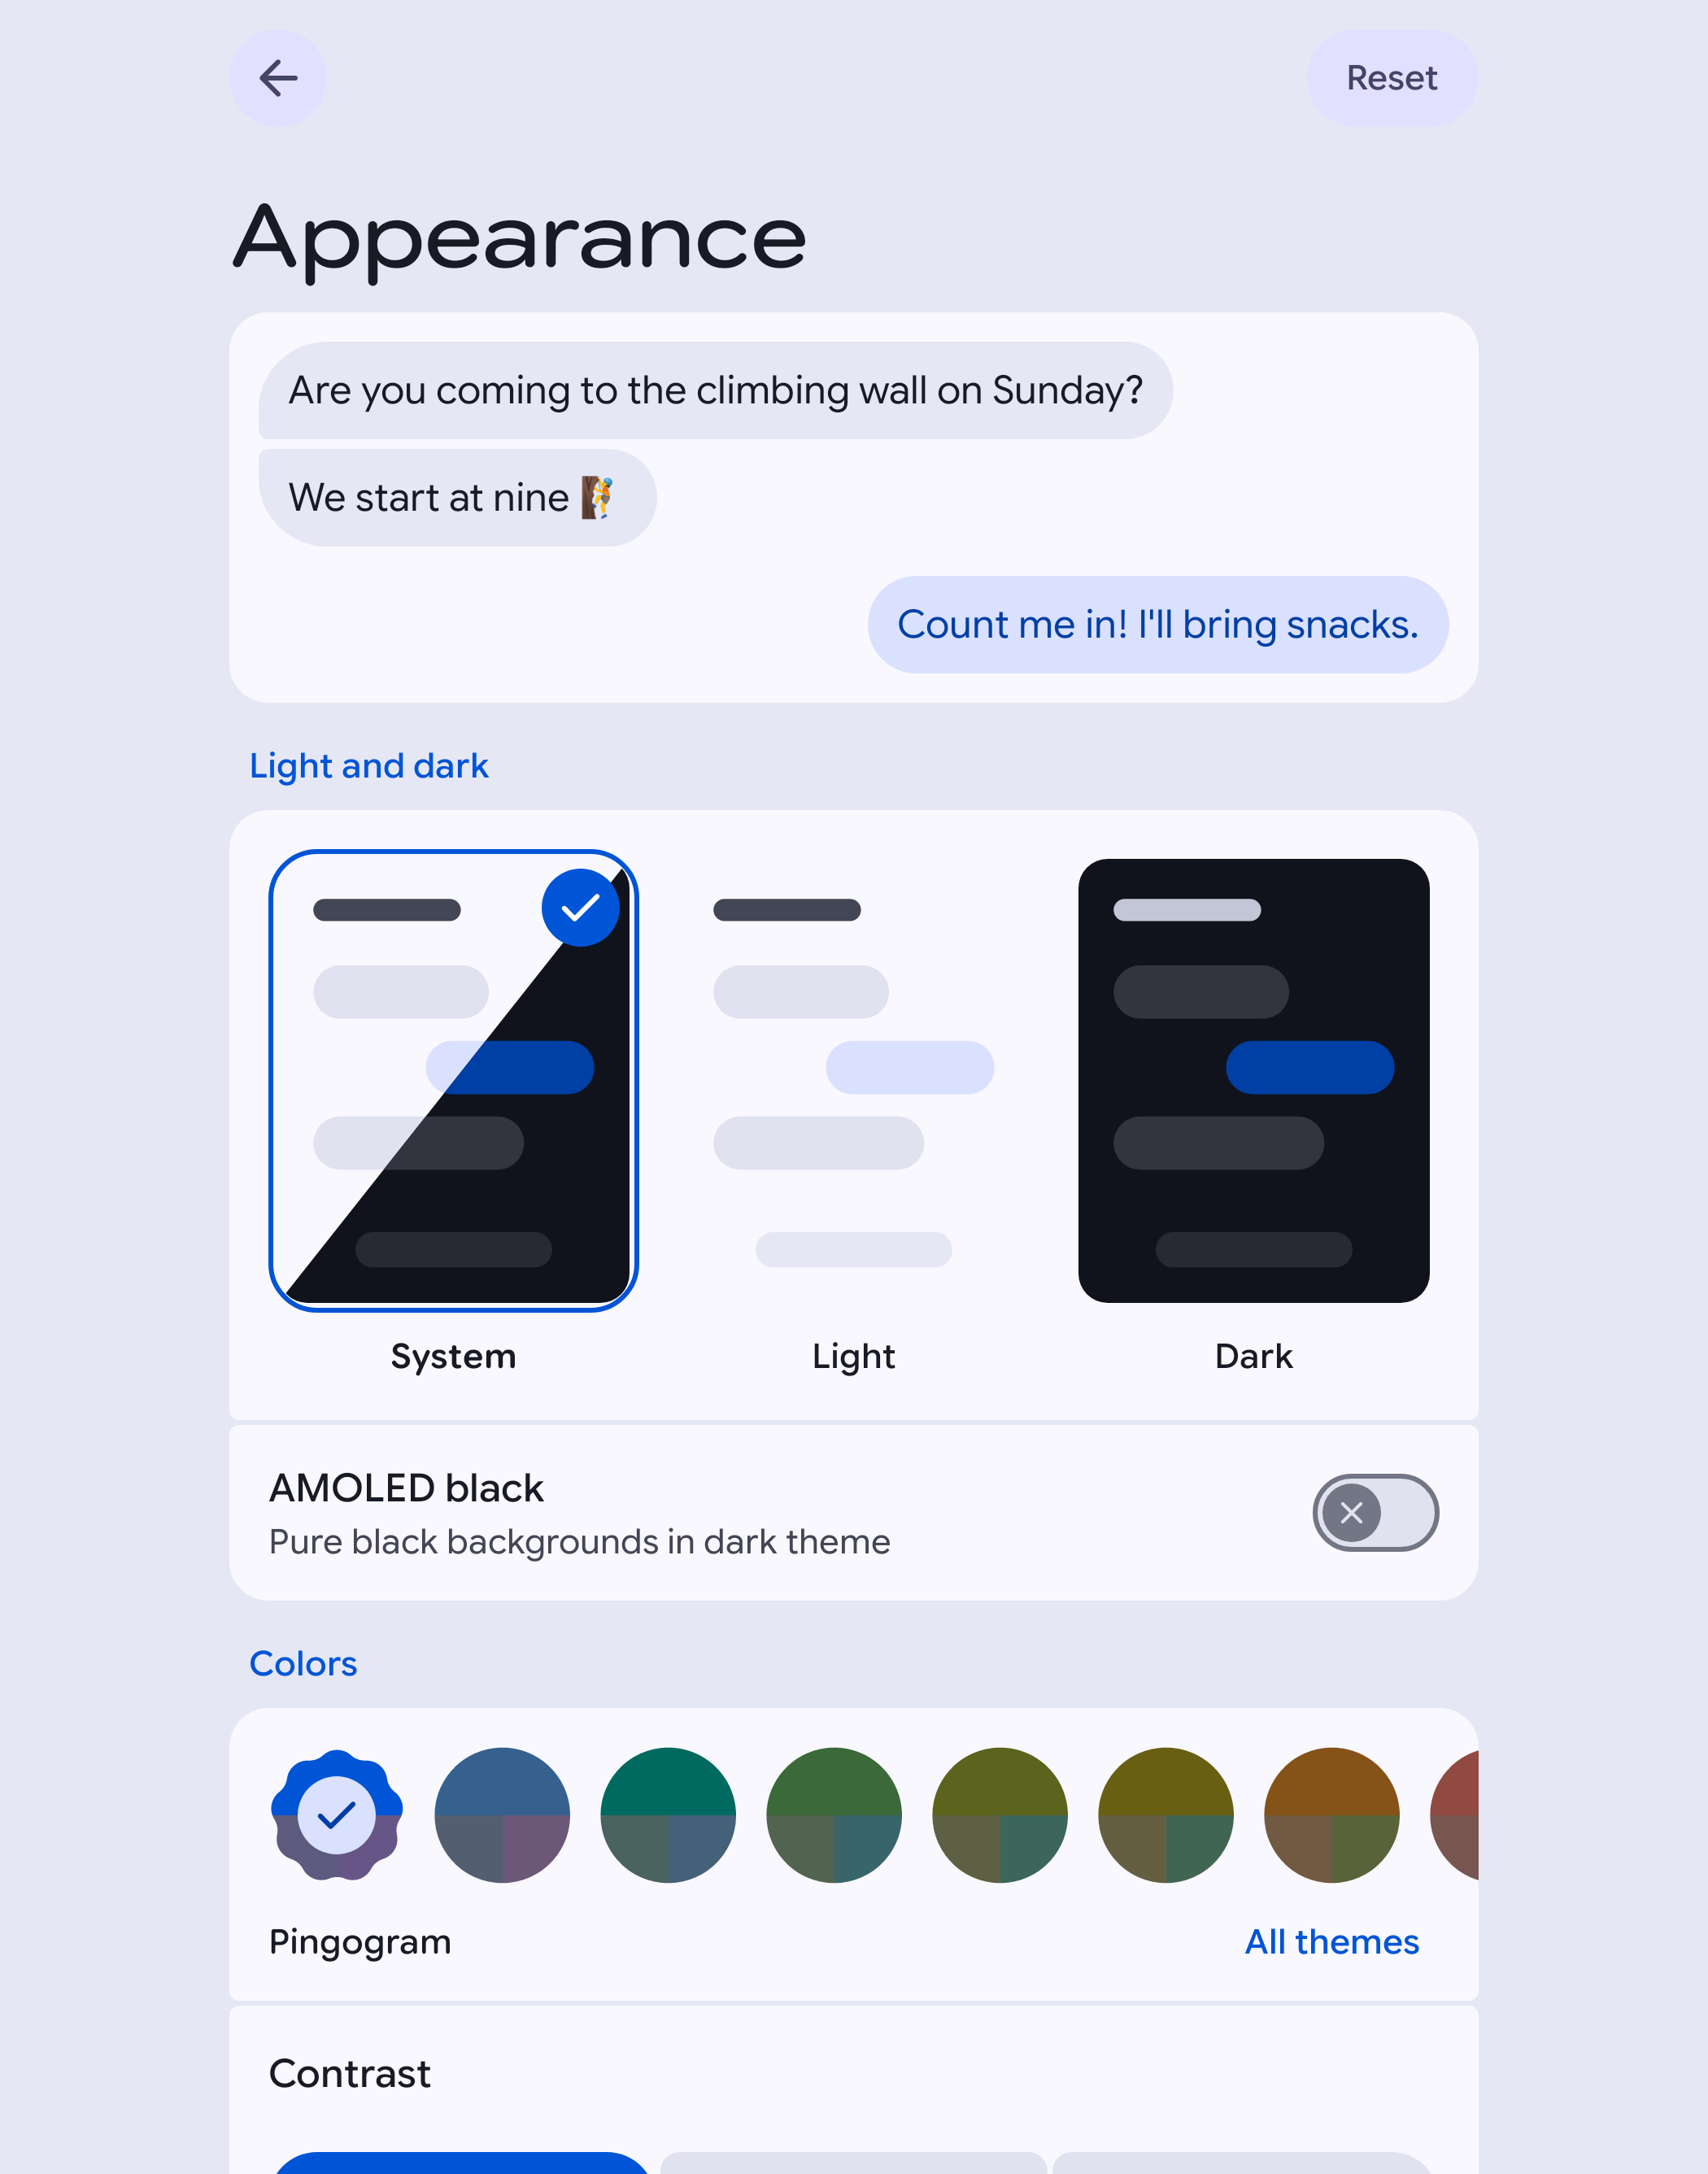 Reset
Appearance
Are you coming to the climbing wall on Sunday?
We start at nine 🧗
Count me in! I'll bring snacks.
Light and dark
System
Light
Dark
AMOLED black
Pure black backgrounds in dark theme
Colors
Pingogram
All themes
Contrast